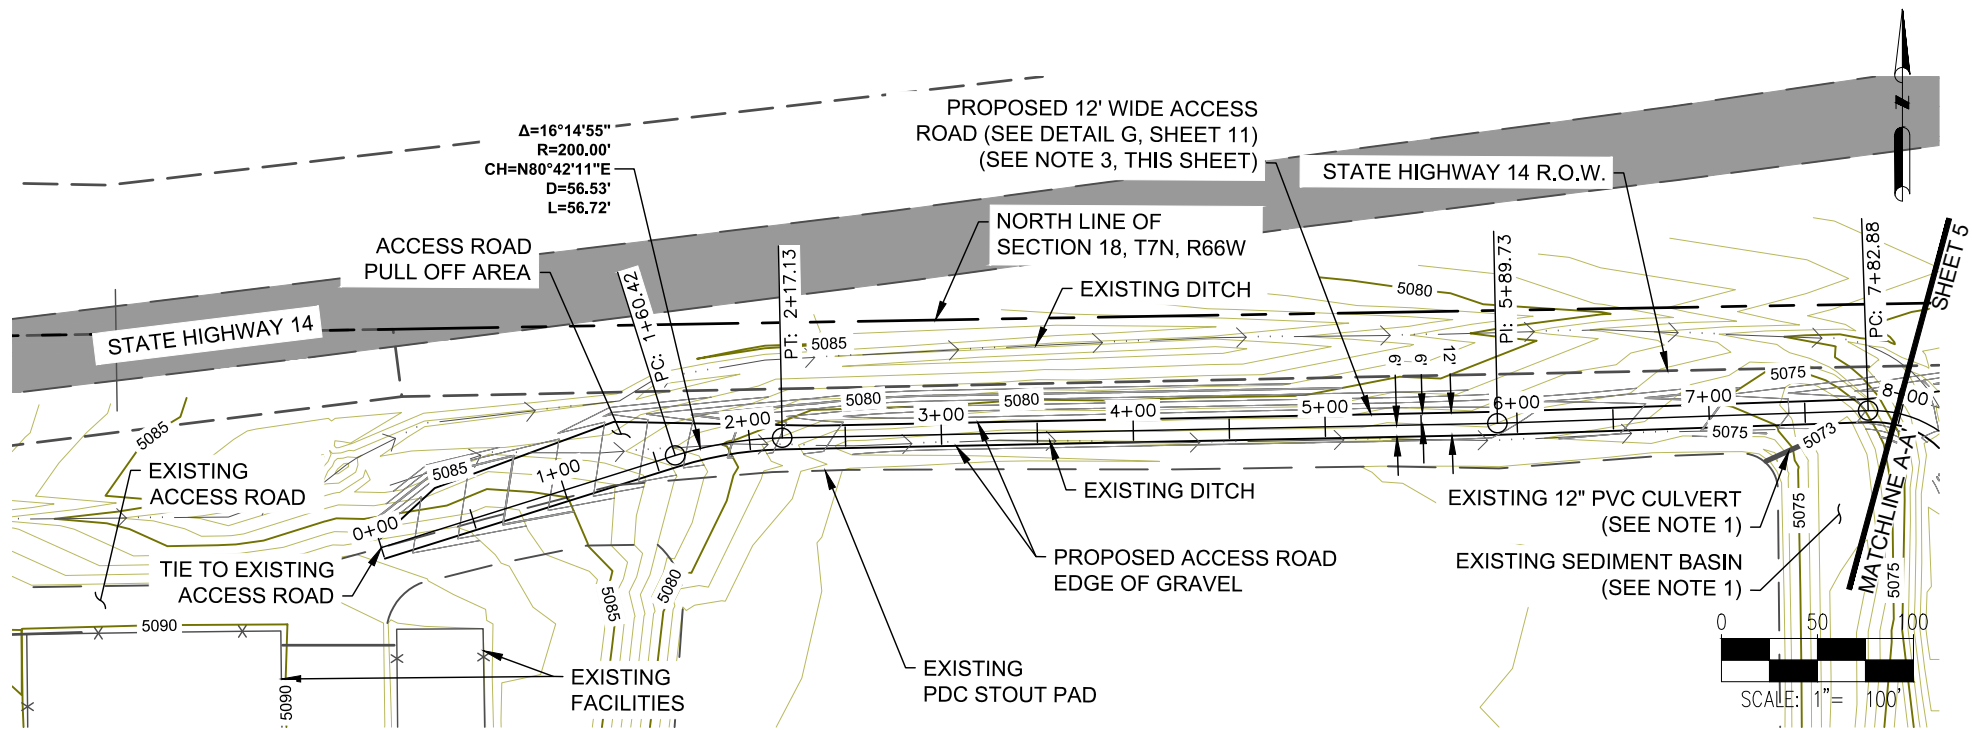 Δ=16°14'55"
R=200.00'
CH=N80°42'11"E
D=56.53'
L=56.72'
PROPOSED 12' WIDE ACCESS
ROAD (SEE DETAIL G, SHEET 11)
(SEE NOTE 3, THIS SHEET)
STATE HIGHWAY 14 R.O.W.
NORTH LINE OF
SECTION 18, T7N, R66W
ACCESS ROAD
PULL OFF AREA
EXISTING DITCH
STATE HIGHWAY 14
PC: 1+60.42
PT: 2+17.13
PI: 5+89.73
PC: 7+82.88
SHEET 5
MATCHLINE A-A'
5080
5085
5075
5080
5080
6'
6'
12'
0+00
1+00
2+00
3+00
4+00
5+00
6+00
7+00
8+00
5085
5085
5075
5073
EXISTING
ACCESS ROAD
EXISTING DITCH
EXISTING 12" PVC CULVERT
(SEE NOTE 1)
5075
EXISTING SEDIMENT BASIN
(SEE NOTE 1)
5075
TIE TO EXISTING
ACCESS ROAD
PROPOSED ACCESS ROAD
EDGE OF GRAVEL
5085
5080
5090
5090
EXISTING
FACILITIES
EXISTING
PDC STOUT PAD
0 50 100
SCALE: 1"= 100'